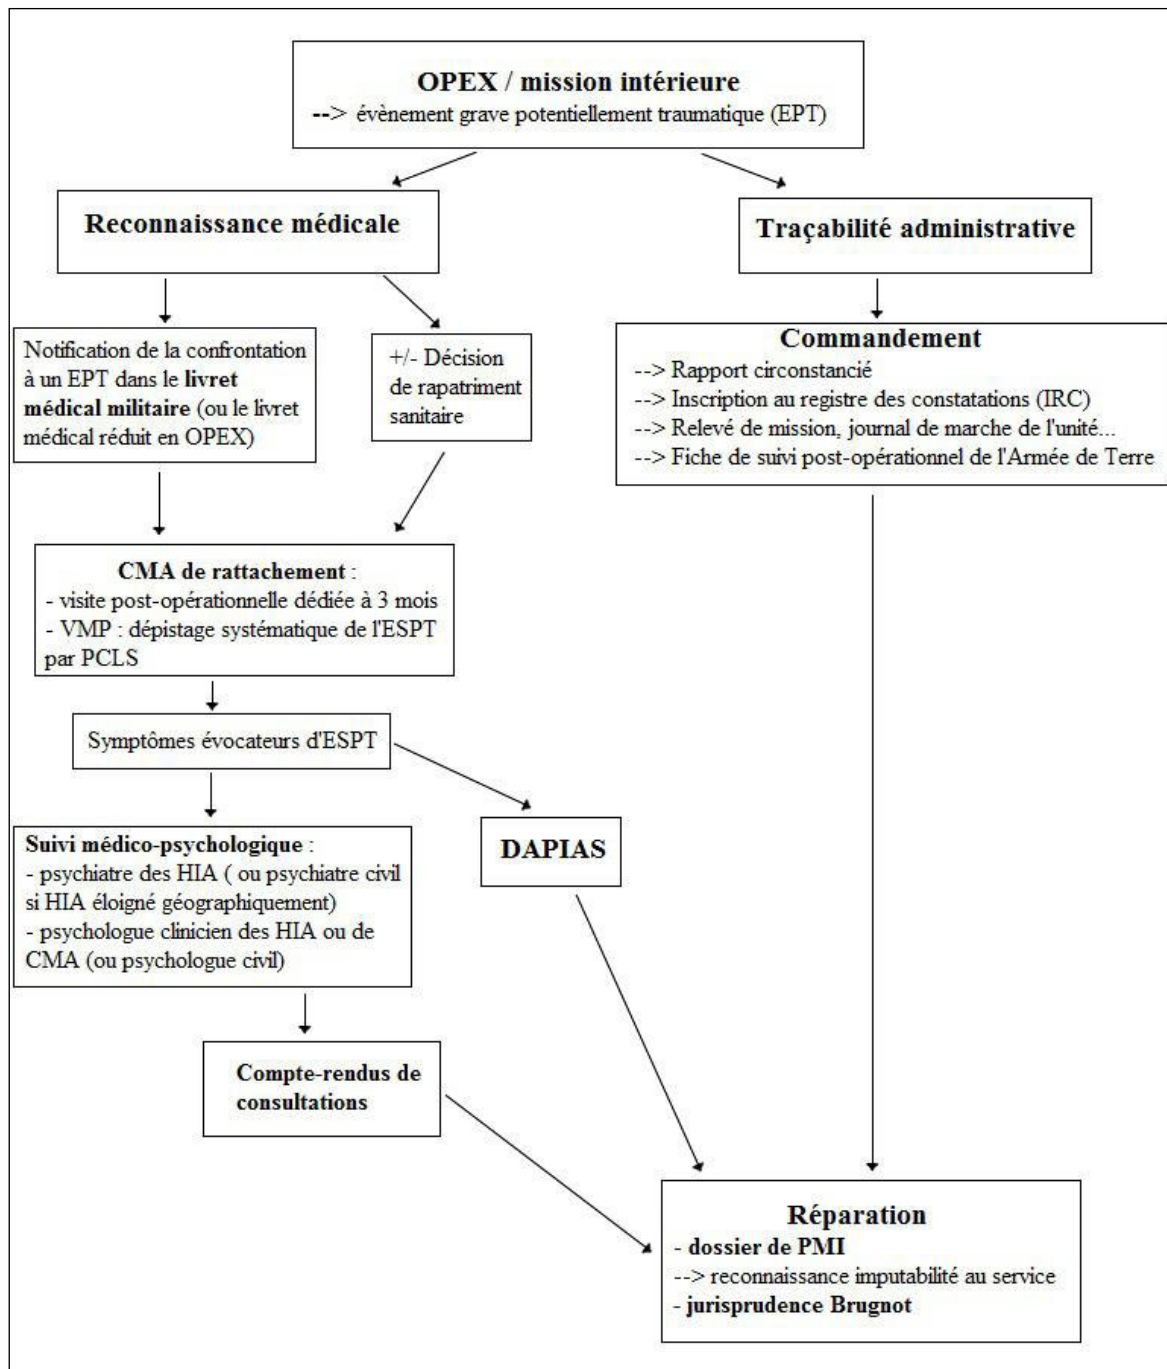 OPEX / mission intérieure
--> évènement grave potentiellement traumatique (EPT)
Reconnaissance médicale
Traçabilité administrative
Notification de la confrontation
à un EPT dans le livret
médical militaire (ou le livret
médical réduit en OPEX)
+/- Décision
de rapatriment
sanitaire
Commandement
--> Rapport circonstancié
--> Inscription au registre des constatations (IRC)
--> Relevé de mission, journal de marche de l'unité...
--> Fiche de suivi post-opérationnel de l'Armée de Terre
CMA de rattachement :
- visite post-opérationnelle dédiée à 3 mois
- VMP : dépistage systématique de l'ESPT
par PCLS
Symptômes évocateurs d'ESPT
Suivi médico-psychologique :
- psychiatre des HIA ( ou psychiatre civil
si HIA éloigné géographiquement)
- psychologue clinicien des HIA ou de
CMA (ou psychologue civil)
DAPIAS
Compte-rendus de
consultations
Réparation
- dossier de PMI
--> reconnaissance imputabilité au service
- jurisprudence Brugnot